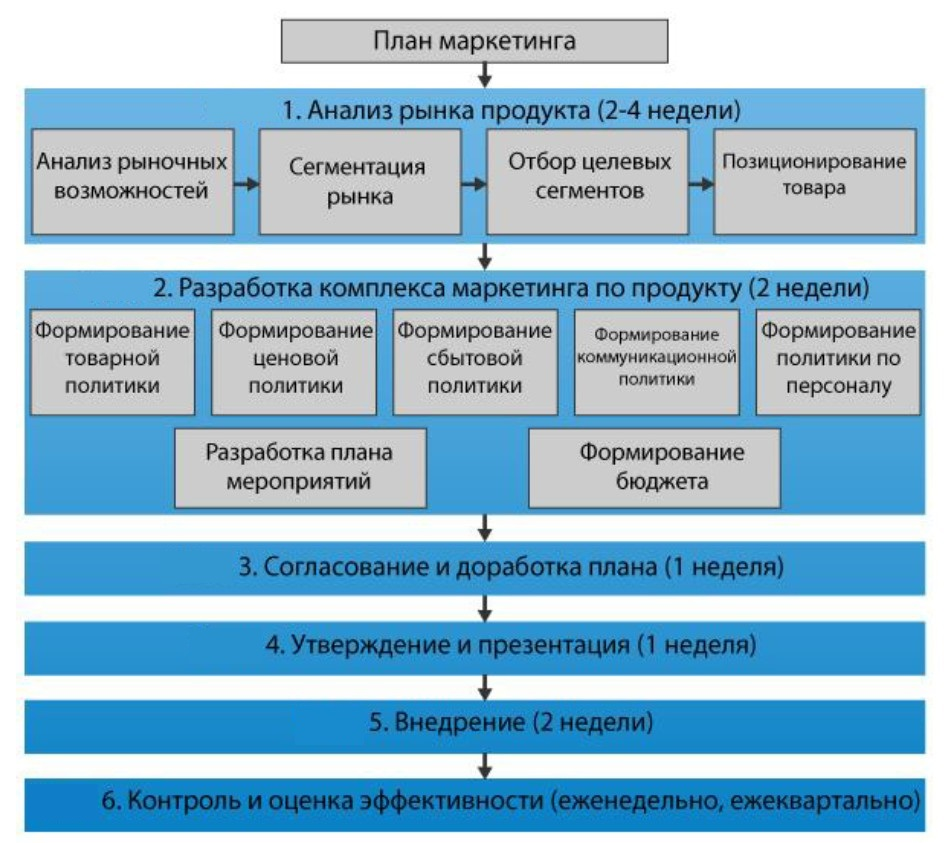 План маркетинга
1. Анализ рынка продукта (2-4 недели)
Анализ рыночных
возможностей
Сегментация
рынка
Отбор целевых
сегментов
Позиционирование
товара
2. Разработка комплекса маркетинга по продукту (2 недели)
Формирование
товарной
политики
Формирование
ценовой
политики
Формирование
сбытовой
политики
Формирование
коммуникационной
политики
Формирование
политики по
персоналу
Разработка плана
мероприятий
Формирование
бюджета
3. Согласование и доработка плана (1 неделя)
4. Утверждение и презентация (1 неделя)
5. Внедрение (2 недели)
6. Контроль и оценка эффективности (еженедельно, ежеквартально)